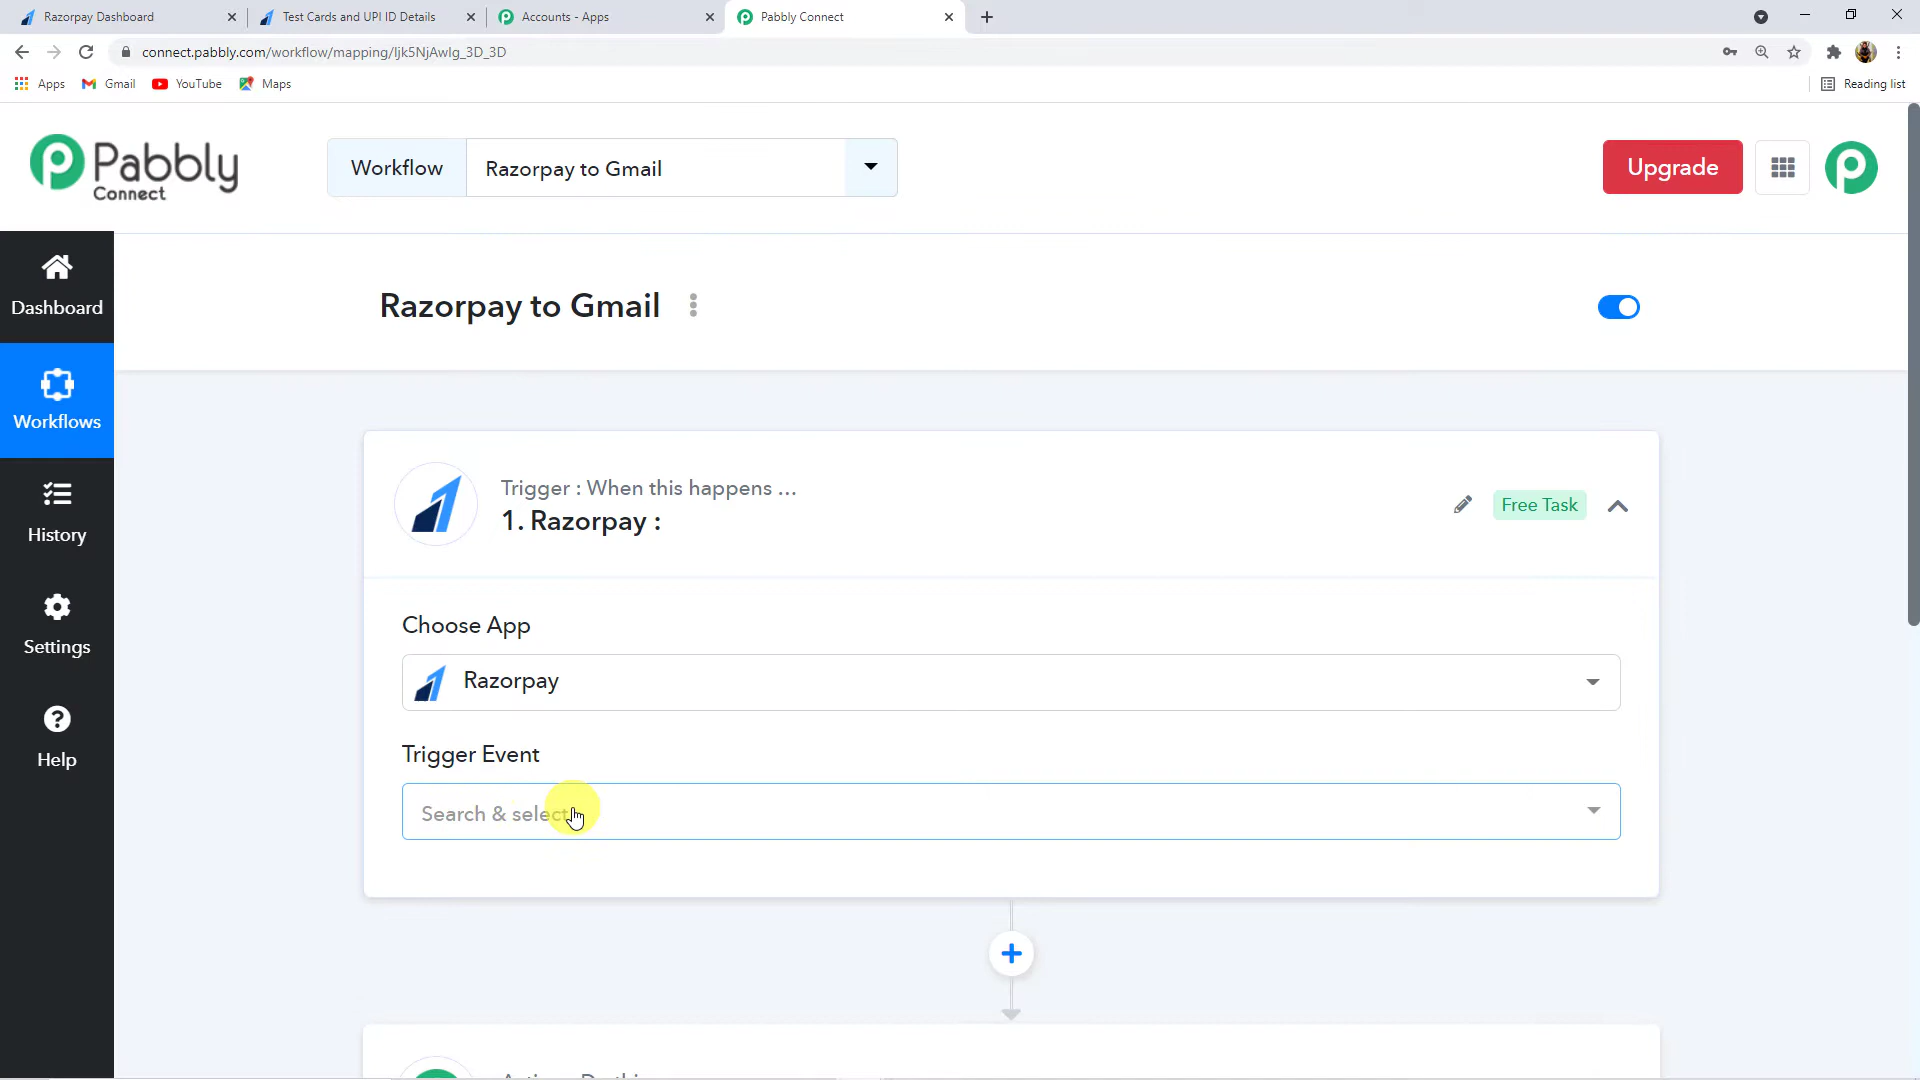 Razorpay Dashboard
Test Cards and UPI ID Details
Accounts - Apps
Pabbly Connect
connect.pabbly.com/workflow/mapping/Ijk5NjAwIg_3D_3D
Apps
Gmail
YouTube
Maps
Reading list
Pabbly
Connect
Workflow
Razorpay to Gmail
Upgrade
Dashboard
Workflows
History
Settings
Help
Razorpay to Gmail
Trigger : When this happens ...
1. Razorpay :
Free Task
Choose App
Razorpay
Trigger Event
Search & select